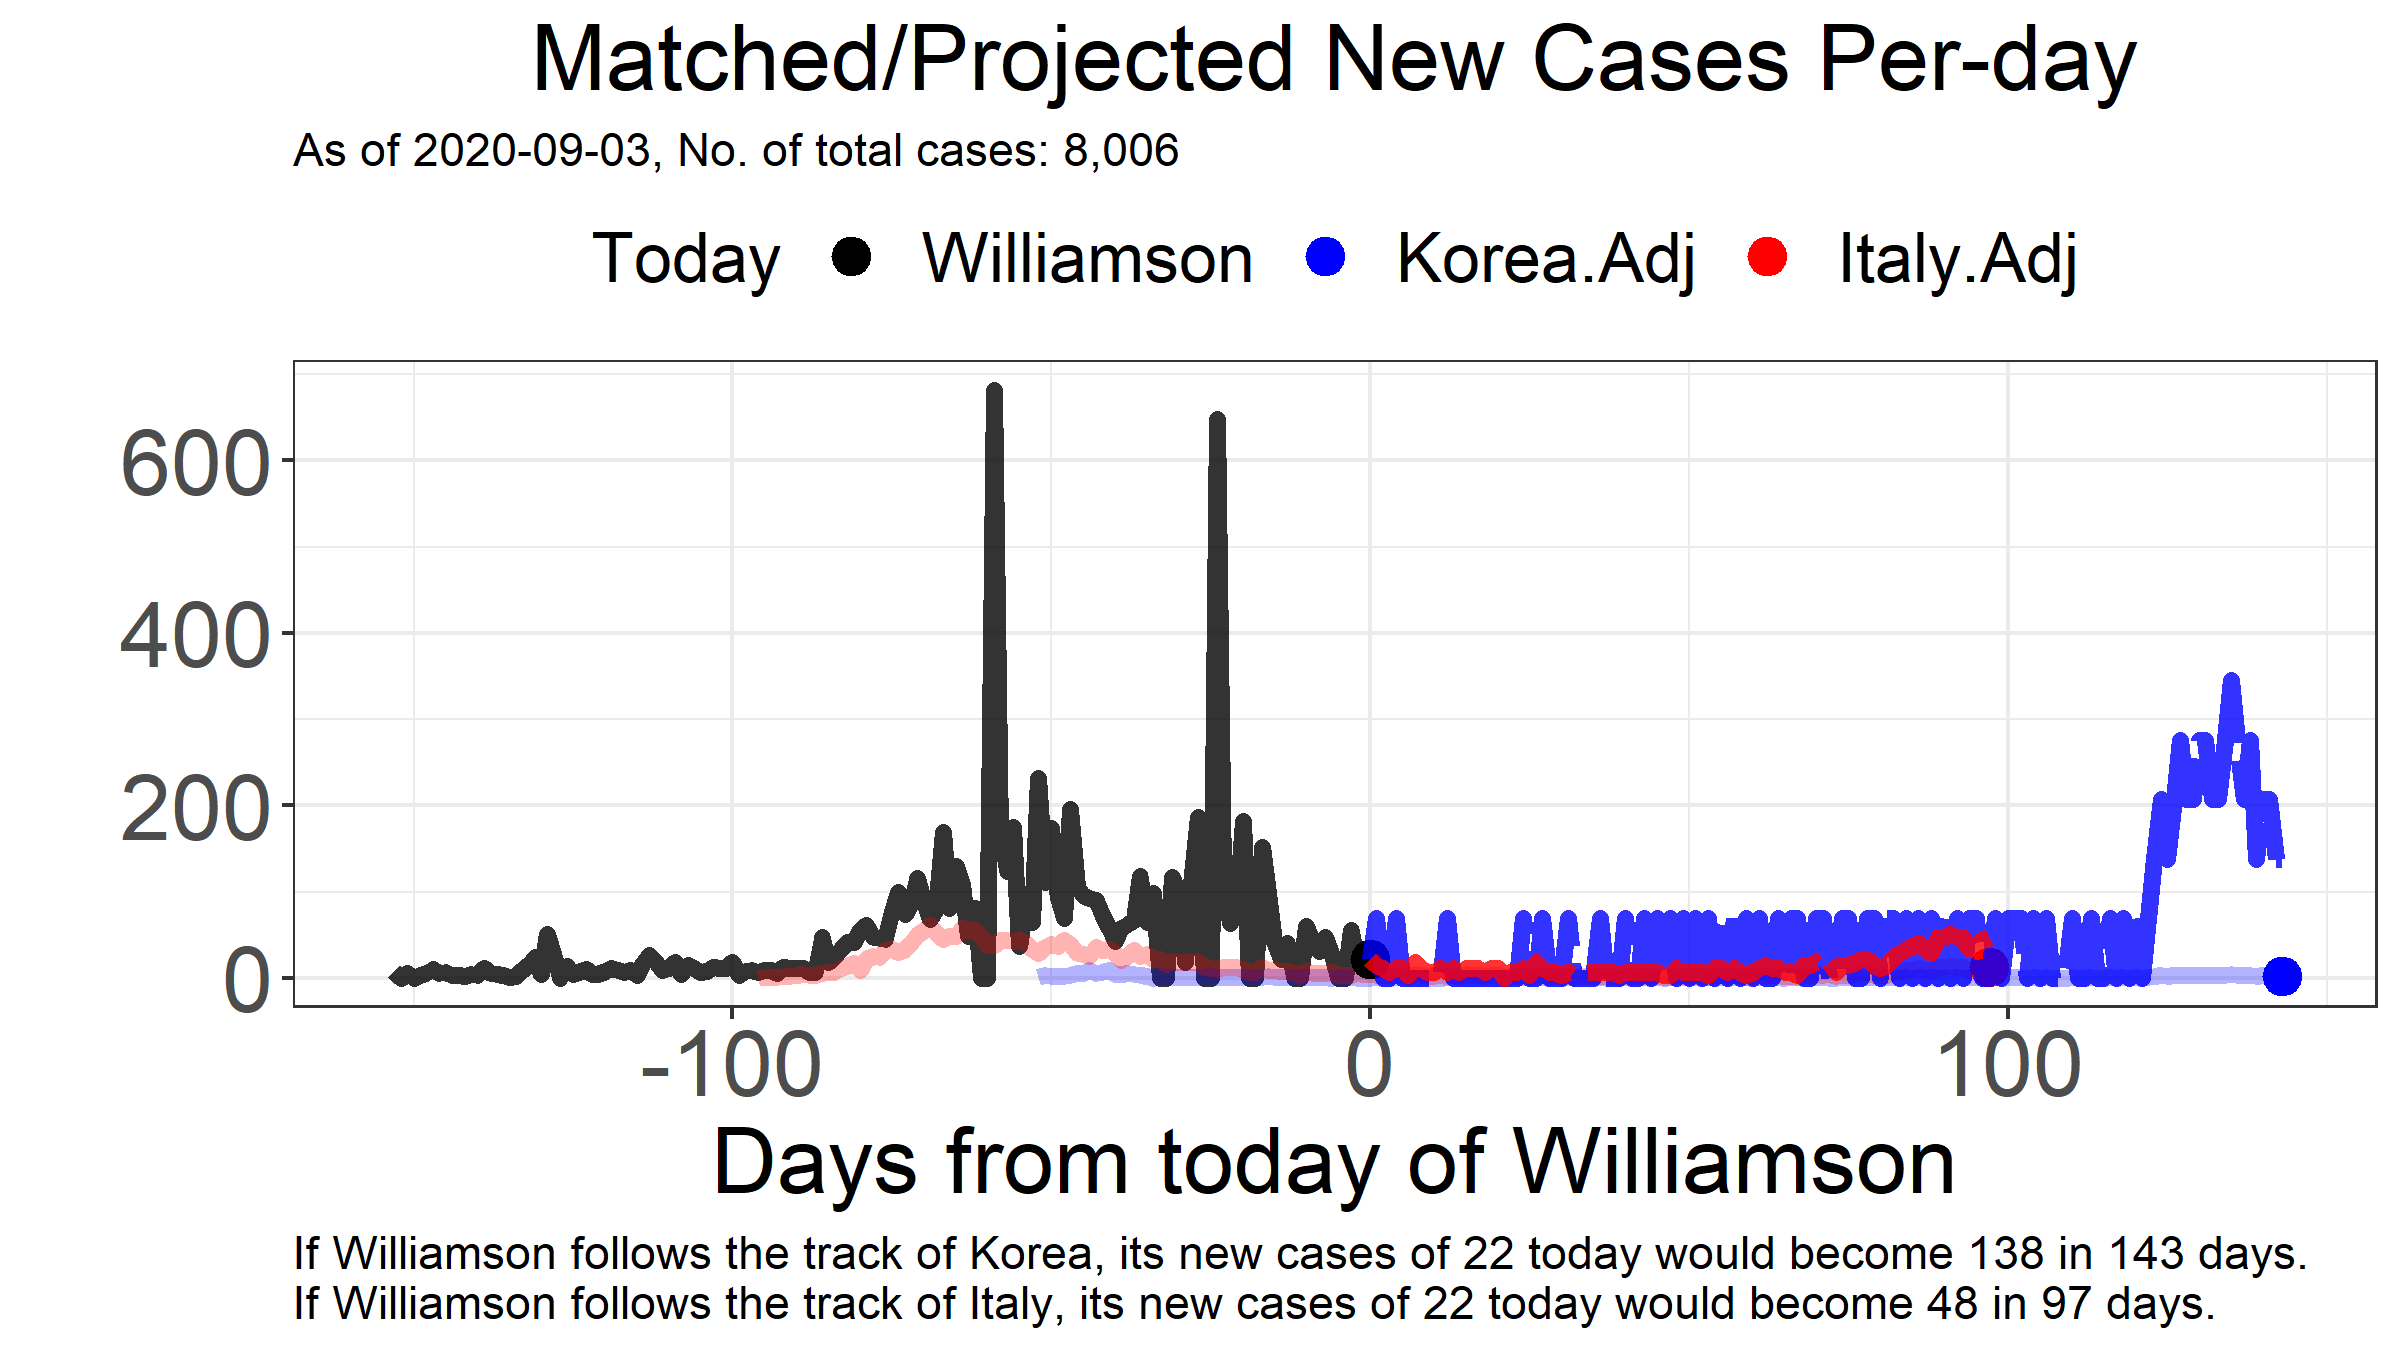 Matched/Projected New Cases Per-day
As of 2020-09-03, No. of total cases: 8,006
Today Williamson Korea.Adj Italy.Adj
600
400
200
0
-100 0 100
Days from today of Williamson
If Williamson follows the track of Korea, its new cases of 22 today would become 138 in 143 days.
If Williamson follows the track of Italy, its new cases of 22 today would become 48 in 97 days.